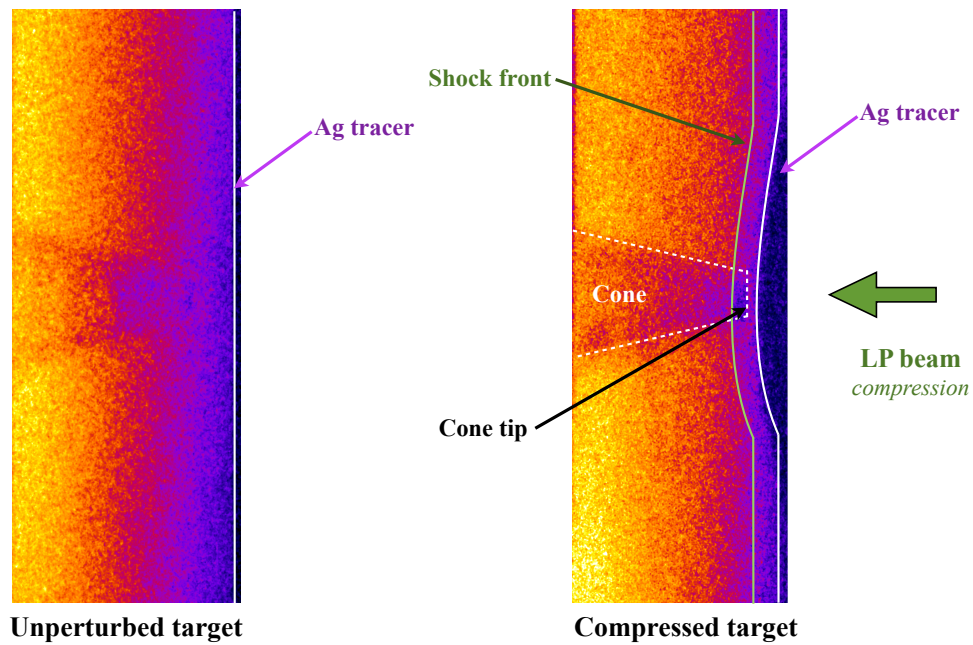 Ag tracer
Unperturbed target
Shock front
Ag tracer
Cone
Cone tip
LP beam
compression
Compressed target